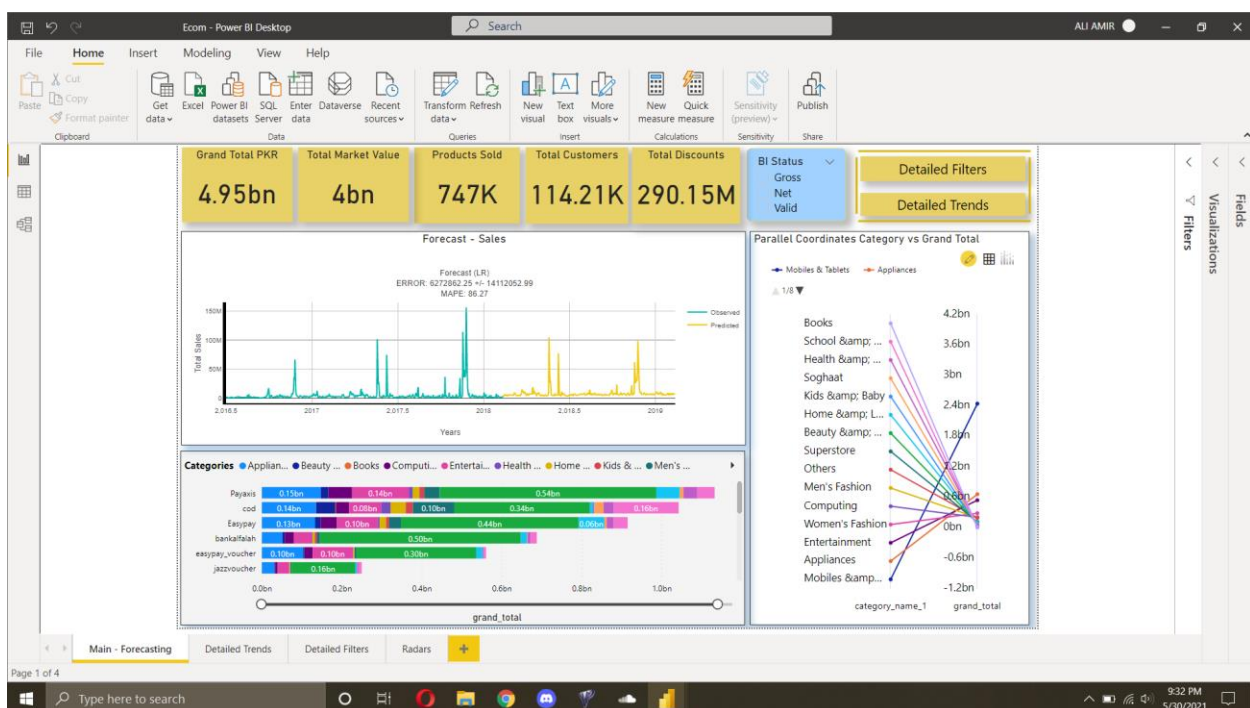 Ecom - Power BI Desktop
Search
ALI AMIR
File Home Insert Modeling View Help
Paste
Cut
Copy
Format painter
Clipboard
Get data
Excel
Power BI datasets
SQL Server
Enter data
Dataverse
Recent sources
Data
Transform data
Refresh
Queries
New visual
Text box
More visuals
Insert
New measure
Quick measure
Calculations
Sensitivity (preview)
Sensitivity
Publish
Share
Grand Total PKR
4.95bn
Total Market Value
4bn
Products Sold
747K
Total Customers
114.21K
Total Discounts
290.15M
BI Status
Gross
Net
Valid
Detailed Filters
Detailed Trends
Filters
Visualizations
Fields
Forecast - Sales
Forecast (LR)
ERROR: 6272862.25 +/- 14112052.99
MAPE: 86.27
Observed
Predicted
Total Sales
150M
100M
50M
0
2,016.5 2017 2,017.5 2018 2,018.5 2019
Years
Parallel Coordinates Category vs Grand Total
Mobiles & Tablets Appliances
1/8
Books
School &amp; ...
Health &amp; ...
Soghaat
Kids &amp; Baby
Home &amp; L...
Beauty &amp; ...
Superstore
Others
Men's Fashion
Computing
Women's Fashion
Entertainment
Appliances
Mobiles &amp...
4.2bn
3.6bn
3bn
2.4bn
1.8bn
1.2bn
0.6bn
0bn
-0.6bn
-1.2bn
category_name_1 grand_total
Categories Applian... Beauty ... Books Computi... Entertai... Health ... Home ... Kids & ... Men's ...
Payaxis 0.15bn 0.14bn 0.54bn
cod 0.14bn 0.08bn 0.10bn 0.34bn 0.16bn
Easypay 0.13bn 0.10bn 0.44bn 0.06bn
bankalfalah 0.50bn
easypay_voucher 0.10bn 0.10bn 0.30bn
jazzvoucher 0.16bn
0.0bn 0.2bn 0.4bn 0.6bn 0.8bn 1.0bn
grand_total
Main - Forecasting Detailed Trends Detailed Filters Radars
Page 1 of 4
Type here to search
9:32 PM
5/30/2021